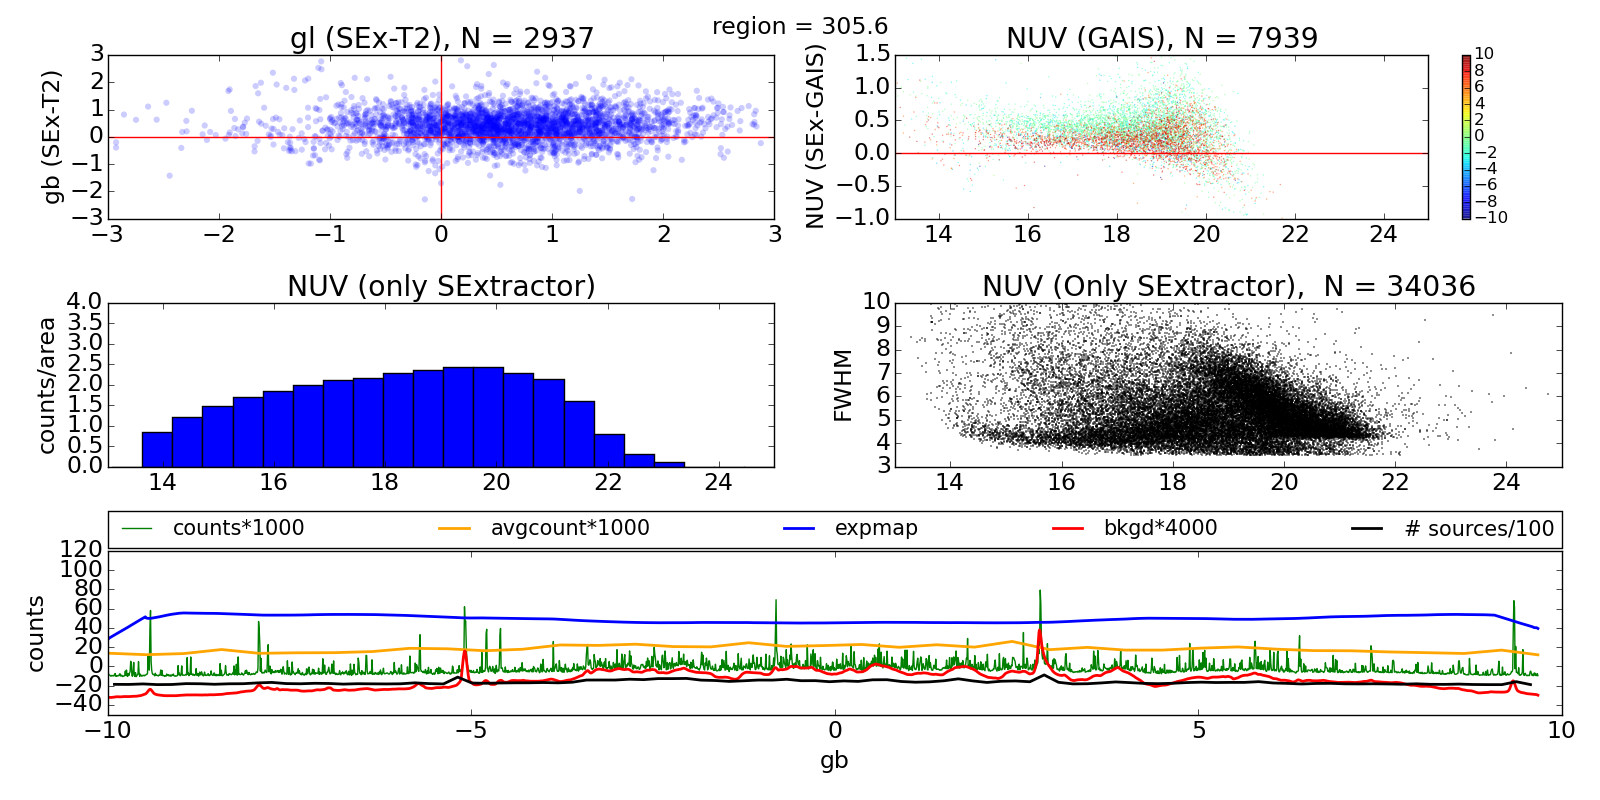 region = 305.6
gl (SEx-T2), N = 2937
gb (SEx-T2)
3
2
1
0
−1
−2
−3
−3 −2 −1 0 1 2 3
NUV (GAIS), N = 7939
NUV (SEx-GAIS)
1.5
1.0
0.5
0.0
−0.5
−1.0
14 16 18 20 22 24
10
8
6
4
2
0
−2
−4
−6
−8
−10
NUV (only SExtractor)
counts/area
4.0
3.5
3.0
2.5
2.0
1.5
1.0
0.5
0.0
14 16 18 20 22 24
NUV (Only SExtractor), N = 34036
FWHM
10
9
8
7
6
5
4
3
14 16 18 20 22 24
counts*1000 avgcount*1000 expmap bkgd*4000 # sources/100
counts
120
100
80
60
40
20
0
−20
−40
−10 −5 0 5 10
gb